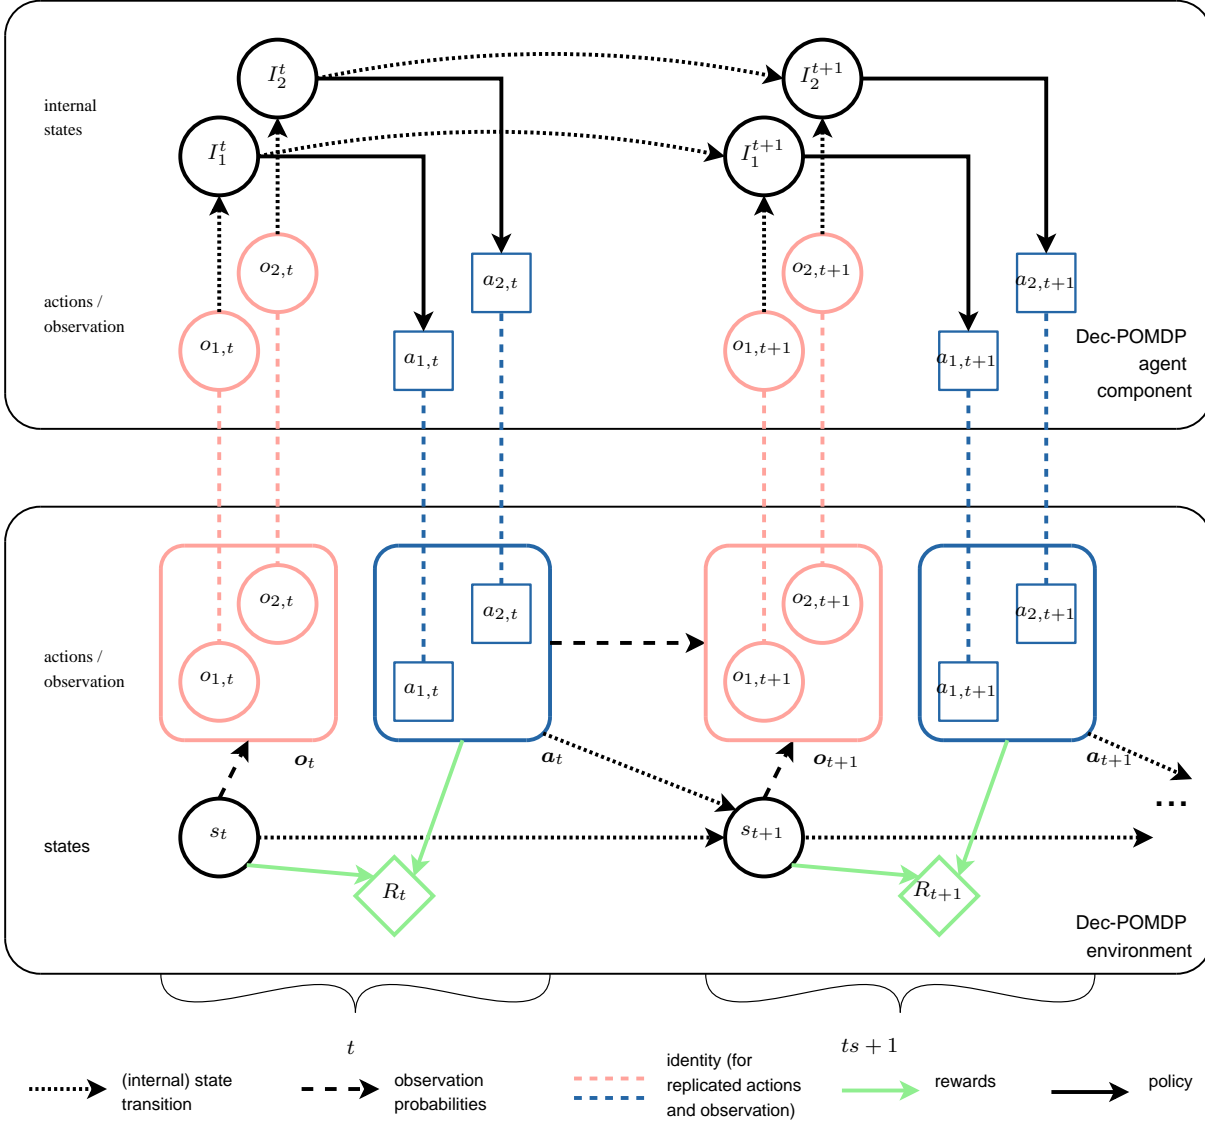 I_2^t
I_2^{t+1}
internal
states
I_1^t
I_1^{t+1}
o_{2,t}
a_{2,t}
o_{2,t+1}
a_{2,t+1}
actions /
observation
o_{1,t}
a_{1,t}
o_{1,t+1}
a_{1,t+1}
Dec-POMDP
agent
component
o_{2,t}
a_{2,t}
o_{2,t+1}
a_{2,t+1}
actions /
observation
o_{1,t}
a_{1,t}
o_{1,t+1}
a_{1,t+1}
o_t
a_t
o_{t+1}
a_{t+1}
...
states
s_t
s_{t+1}
R_t
R_{t+1}
Dec-POMDP
environment
t
ts + 1
(internal) state
transition
observation
probabilities
identity (for
replicated actions
and observation)
rewards
policy